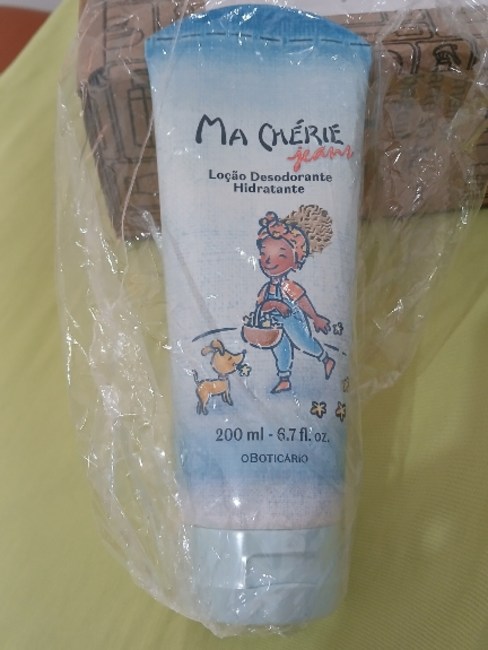 MA CHÉRIE
jeans
Loção Desodorante
Hidratante
200 ml - 6.7 fl. oz.
OBOTICÁRIO